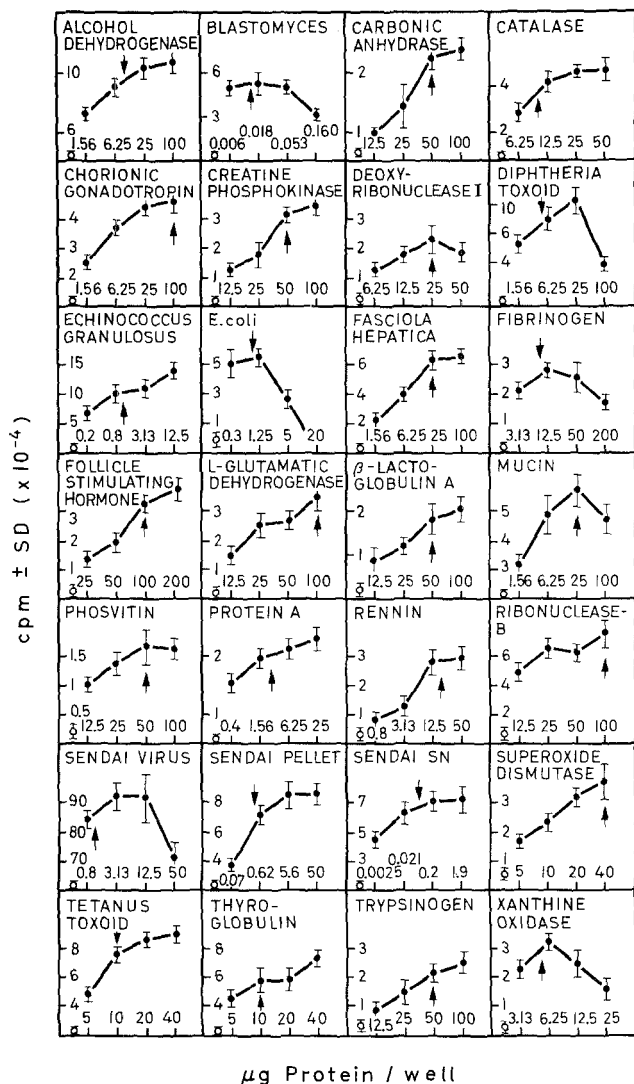 ALCOHOL
DEHYDROGENASE
10
6
1.56 6.25 25 100
BLASTOMYCES
6
3
0.006 0.018 0.053 0.160
CARBONIC
ANHYDRASE
2
1
12.5 25 50 100
CATALASE
4
2
6.25 12.5 25 50
CHORIONIC
GONADOTROPIN
4
2
1.56 6.25 25 100
CREATINE
PHOSPHOKINASE
3
2
1
12.5 25 50 100
DEOXY-
RIBONUCLEASE I
3
2
1
6.25 12.5 25 50
DIPHTHERIA
TOXOID
10
4
1.56 6.25 25 100
ECHINOCOCCUS
GRANULOSUS
15
10
5
0.2 0.8 3.13 12.5
E.coli
5
3
1
0.3 1.25 5 20
FASCIOLA
HEPATICA
6
4
2
1.56 6.25 25 100
FIBRINOGEN
3
2
1
3.13 12.5 50 200
FOLLICLE
STIMULATING
HORMONE
3
2
1
25 50 100 200
L-GLUTAMATIC
DEHYDROGENASE
3
2
1
12.5 25 50 100
β-LACTO-
GLOBULIN A
2
1
12.5 25 50 100
MUCIN
5
3
1.56 6.25 25 100
PHOSVITIN
1.5
1
0.5
12.5 25 50 100
PROTEIN A
2
1
0.4 1.56 6.25 25
RENNIN
3
2
1
0.8 3.13 12.5 50
RIBONUCLEASE-
B
6
4
12.5 25 50 100
SENDAI VIRUS
90
80
70
0.8 3.13 12.5 50
SENDAI PELLET
8
6
4
0.07 0.62 5.6 50
SENDAI SN
7
5
3
0.0025 0.021 0.2 1.9
SUPEROXIDE
DISMUTASE
3
2
1
5 10 20 40
TETANUS
TOXOID
8
6
4
5 10 20 40
THYRO-
GLOBULIN
8
6
4
5 10 20 40
TRYPSINOGEN
3
2
1
12.5 25 50 100
XANTHINE
OXIDASE
3
2
1
3.13 6.25 12.5 25
cpm ± SD (x10⁻⁴)
μg Protein / well